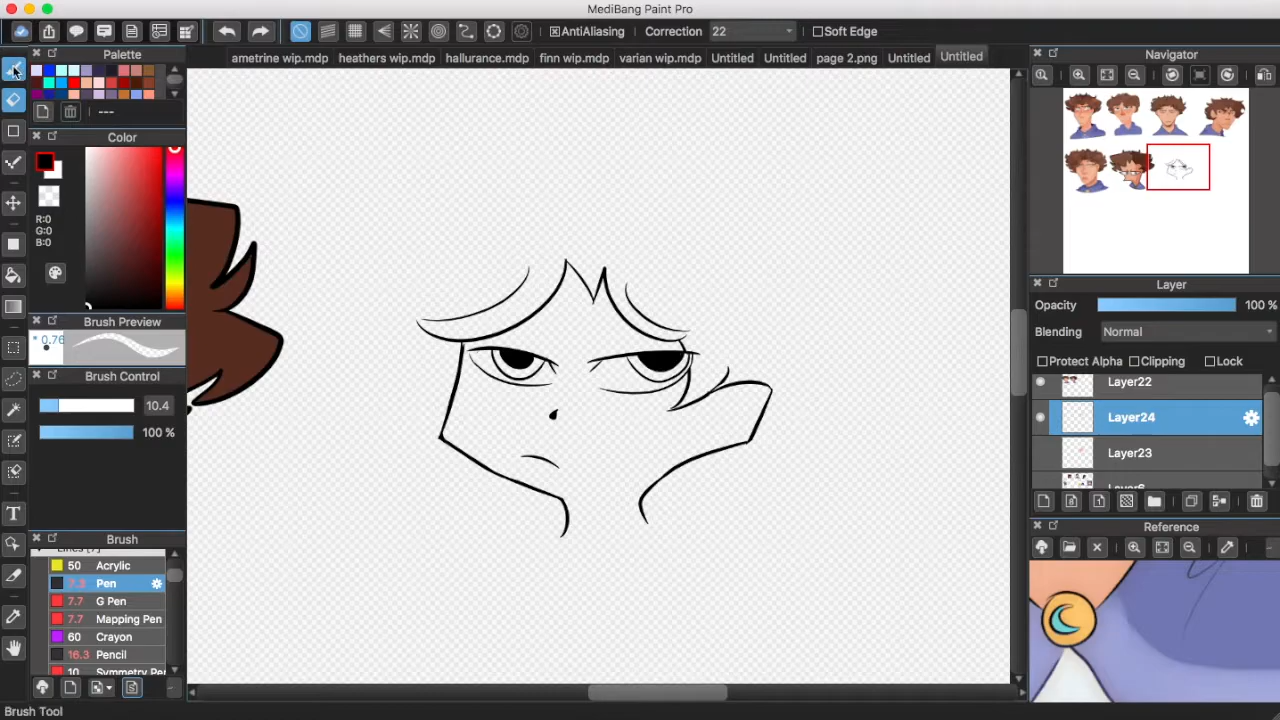 MediBang Paint Pro
AntiAliasing Correction 22 Soft Edge
ametrine wip.mdp heathers wip.mdp hallurance.mdp finn wip.mdp varian wip.mdp Untitled Untitled page 2.png Untitled Untitled
Palette
---
Color
R:0
G:0
B:0
Brush Preview
* 0.76
Brush Control
10.4
100 %
Brush
50 Acrylic
7.3 Pen
7.7 G Pen
7.7 Mapping Pen
60 Crayon
16.3 Pencil
10 Symmetry Pen
Brush Tool
Navigator
Layer
Opacity 100 %
Blending Normal
Protect Alpha Clipping Lock
Layer22
Layer24
Layer23
Reference